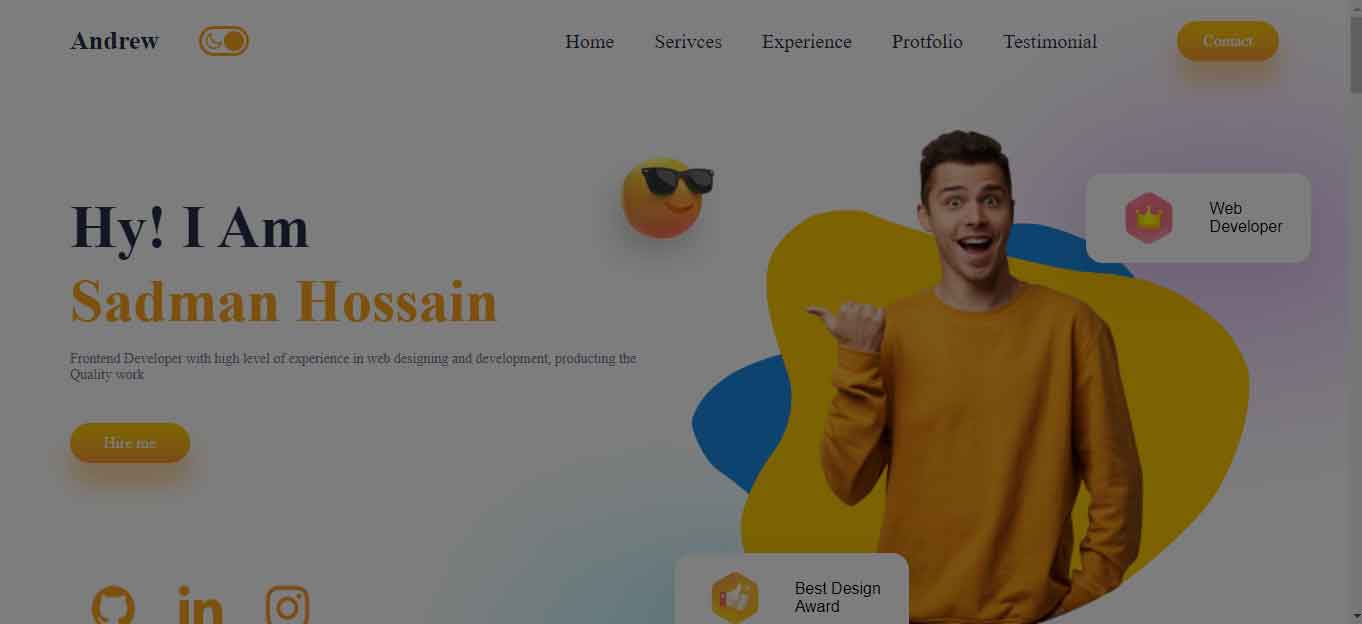 Andrew
Home
Serivces
Experience
Protfolio
Testimonial
Contact
Hy! I Am
Sadman Hossain
Frontend Developer with high level of experience in web designing and development, producting the
Quality work
Hire me
Web
Developer
Best Design
Award